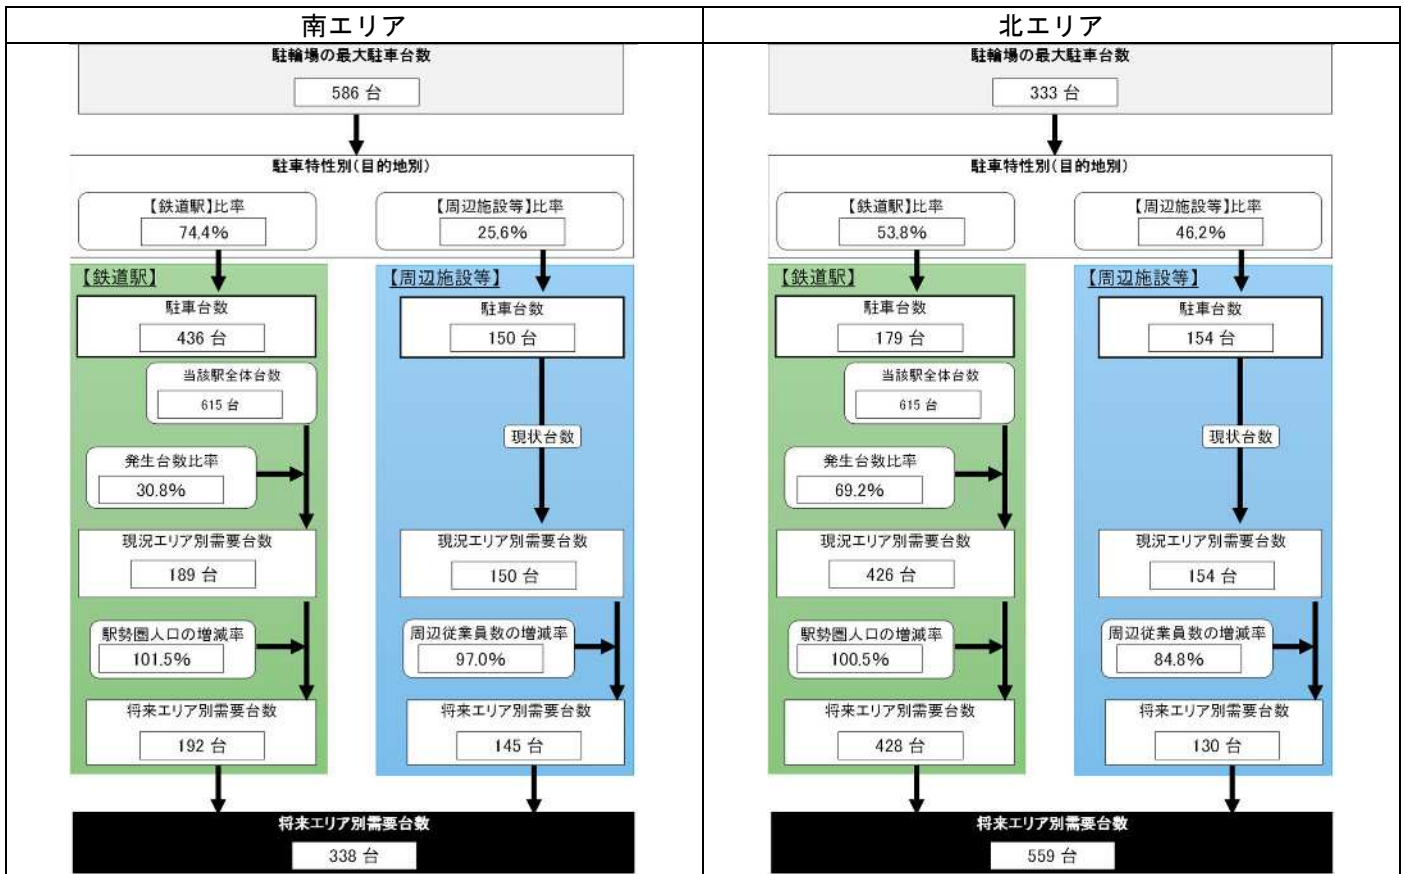 南エリア
駐輪場の最大駐車台数
586 台
駐車特性別(目的地別)
【鉄道駅】比率
74.4%
【周辺施設等】比率
25.6%
【鉄道駅】
駐車台数
436 台
当該駅全体台数
615 台
発生台数比率
30.8%
現況エリア別需要台数
189 台
駅勢圏人口の増減率
101.5%
将来エリア別需要台数
192 台
【周辺施設等】
駐車台数
150 台
現状台数
現況エリア別需要台数
150 台
周辺従業員数の増減率
97.0%
将来エリア別需要台数
145 台
将来エリア別需要台数
338 台
北エリア
駐輪場の最大駐車台数
333 台
駐車特性別(目的地別)
【鉄道駅】比率
53.8%
【周辺施設等】比率
46.2%
【鉄道駅】
駐車台数
179 台
当該駅全体台数
615 台
発生台数比率
69.2%
現況エリア別需要台数
426 台
駅勢圏人口の増減率
100.5%
将来エリア別需要台数
428 台
【周辺施設等】
駐車台数
154 台
現状台数
現況エリア別需要台数
154 台
周辺従業員数の増減率
84.8%
将来エリア別需要台数
130 台
将来エリア別需要台数
559 台